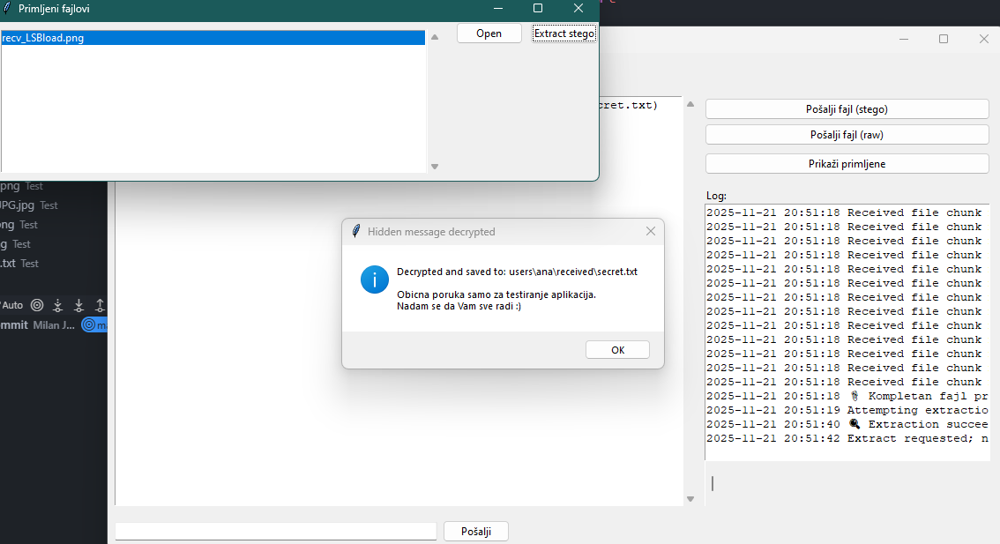 Primljeni fajlovi
recv_LSBload.png
Open
Extract stego
cret.txt)
Pošalji fajl (stego)
Pošalji fajl (raw)
Prikaži primljene
Log:
2025-11-21 20:51:18 Received file chunk
2025-11-21 20:51:18 Received file chunk
2025-11-21 20:51:18 Received file chunk
2025-11-21 20:51:18 Received file chunk
2025-11-21 20:51:18 Received file chunk
2025-11-21 20:51:18 Received file chunk
2025-11-21 20:51:18 Received file chunk
2025-11-21 20:51:18 Received file chunk
2025-11-21 20:51:18 Received file chunk
2025-11-21 20:51:18 Received file chunk
2025-11-21 20:51:18 Received file chunk
2025-11-21 20:51:18 Received file chunk
2025-11-21 20:51:18 Received file chunk
2025-11-21 20:51:18 Kompletan fajl pr
2025-11-21 20:51:19 Attempting extractio
2025-11-21 20:51:40 🔍 Extraction succee
2025-11-21 20:51:42 Extract requested; n
png Test
JPG.jpg Test
ng Test
g Test
.txt Test
Auto
mmit Milan J... ma
Hidden message decrypted
Decrypted and saved to: users\ana\received\secret.txt
Obicna poruka samo za testiranje aplikacija.
Nadam se da Vam sve radi :)
OK
Pošalji